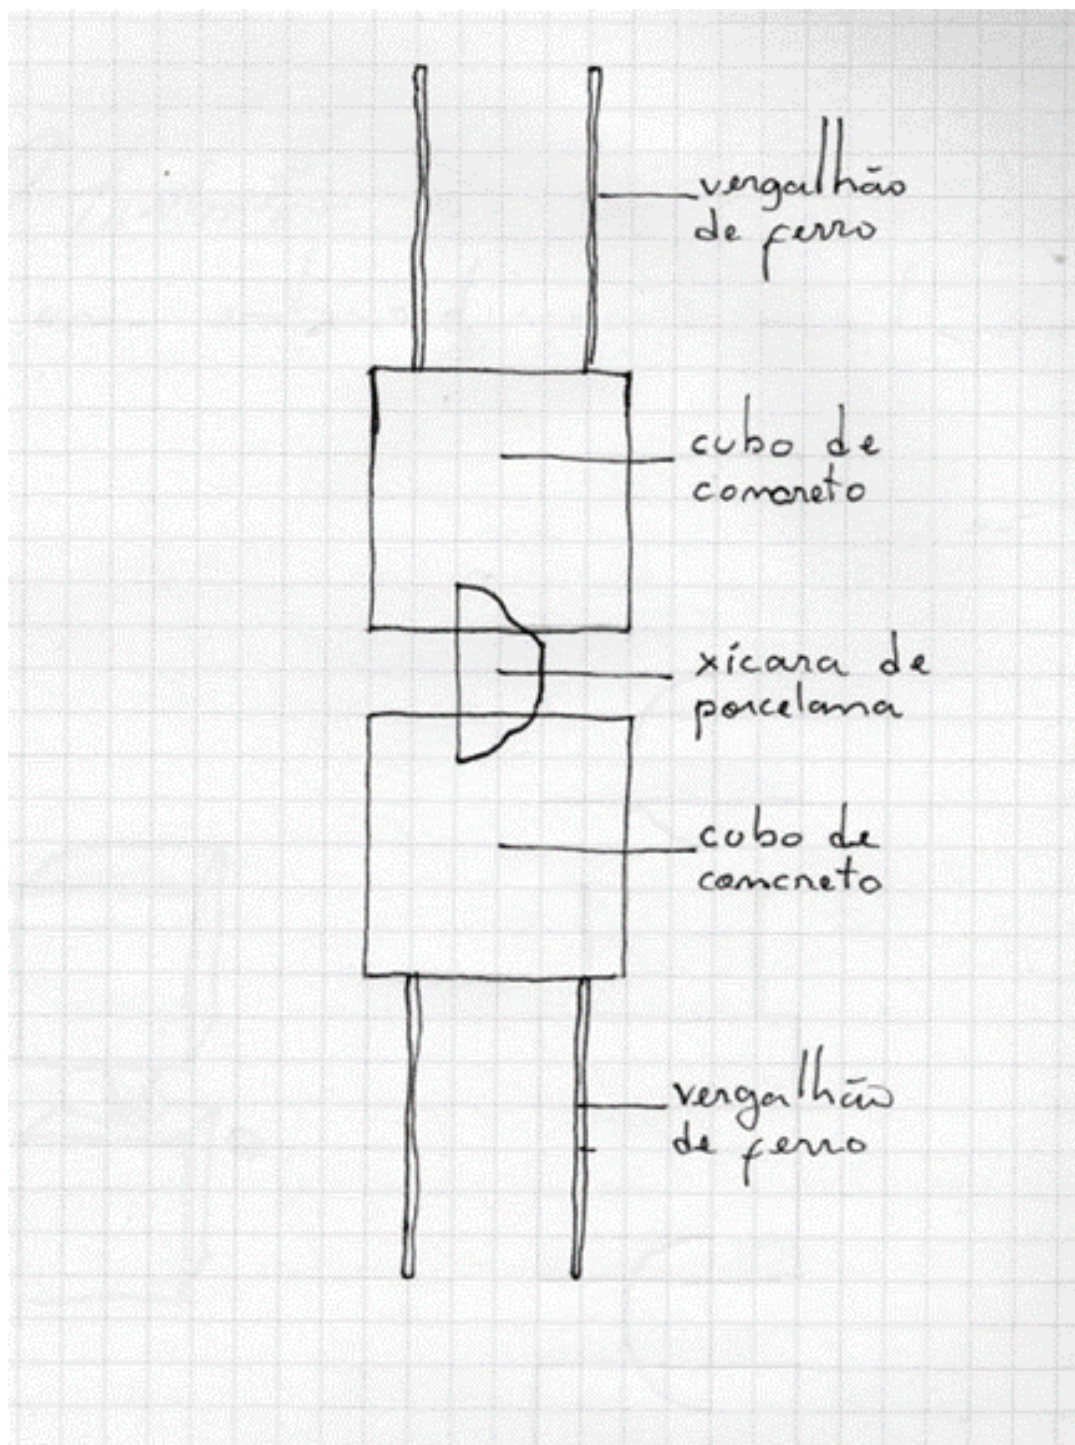 vergalhão
de ferro
cubo de
concreto
xícara de
porcelana
cubo de
concreto
vergalhão
de ferro